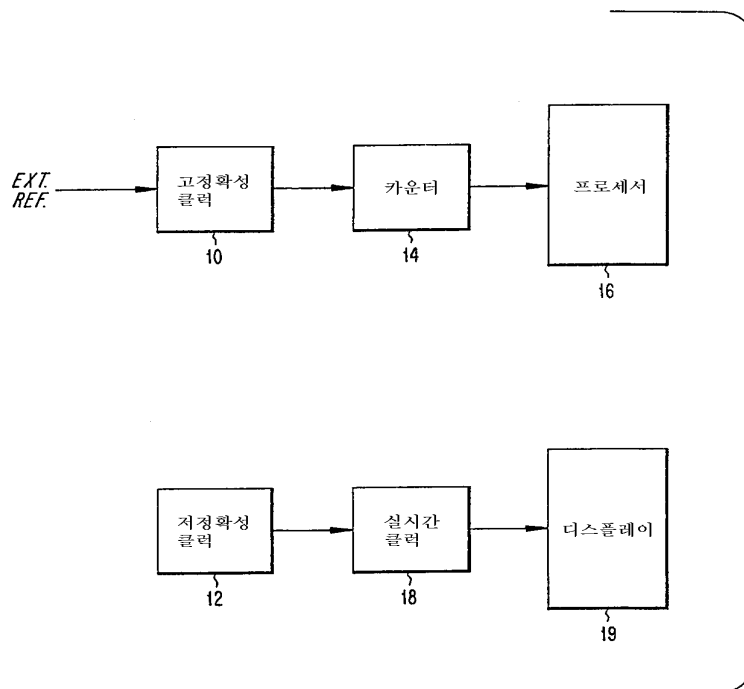 EXT.
REF.
고정확성
클럭
10
카운터
14
프로세서
16
저정확성
클럭
12
실시간
클럭
18
디스플레이
19